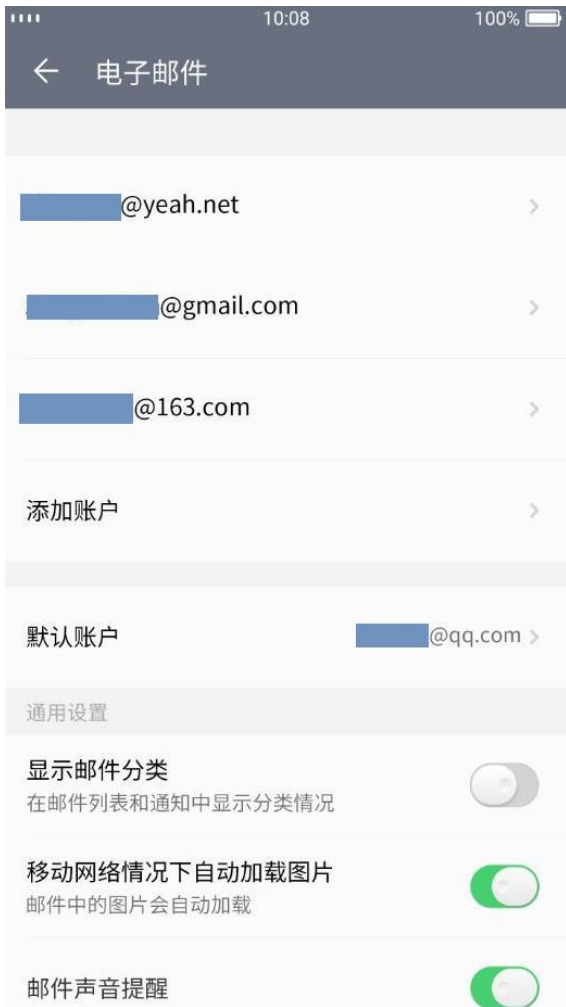 10:08 100%
电子邮件
@yeah.net
@gmail.com
@163.com
添加账户
默认账户 @qq.com
通用设置
显示邮件分类
在邮件列表和通知中显示分类情况
移动网络情况下自动加载图片
邮件中的图片会自动加载
邮件声音提醒